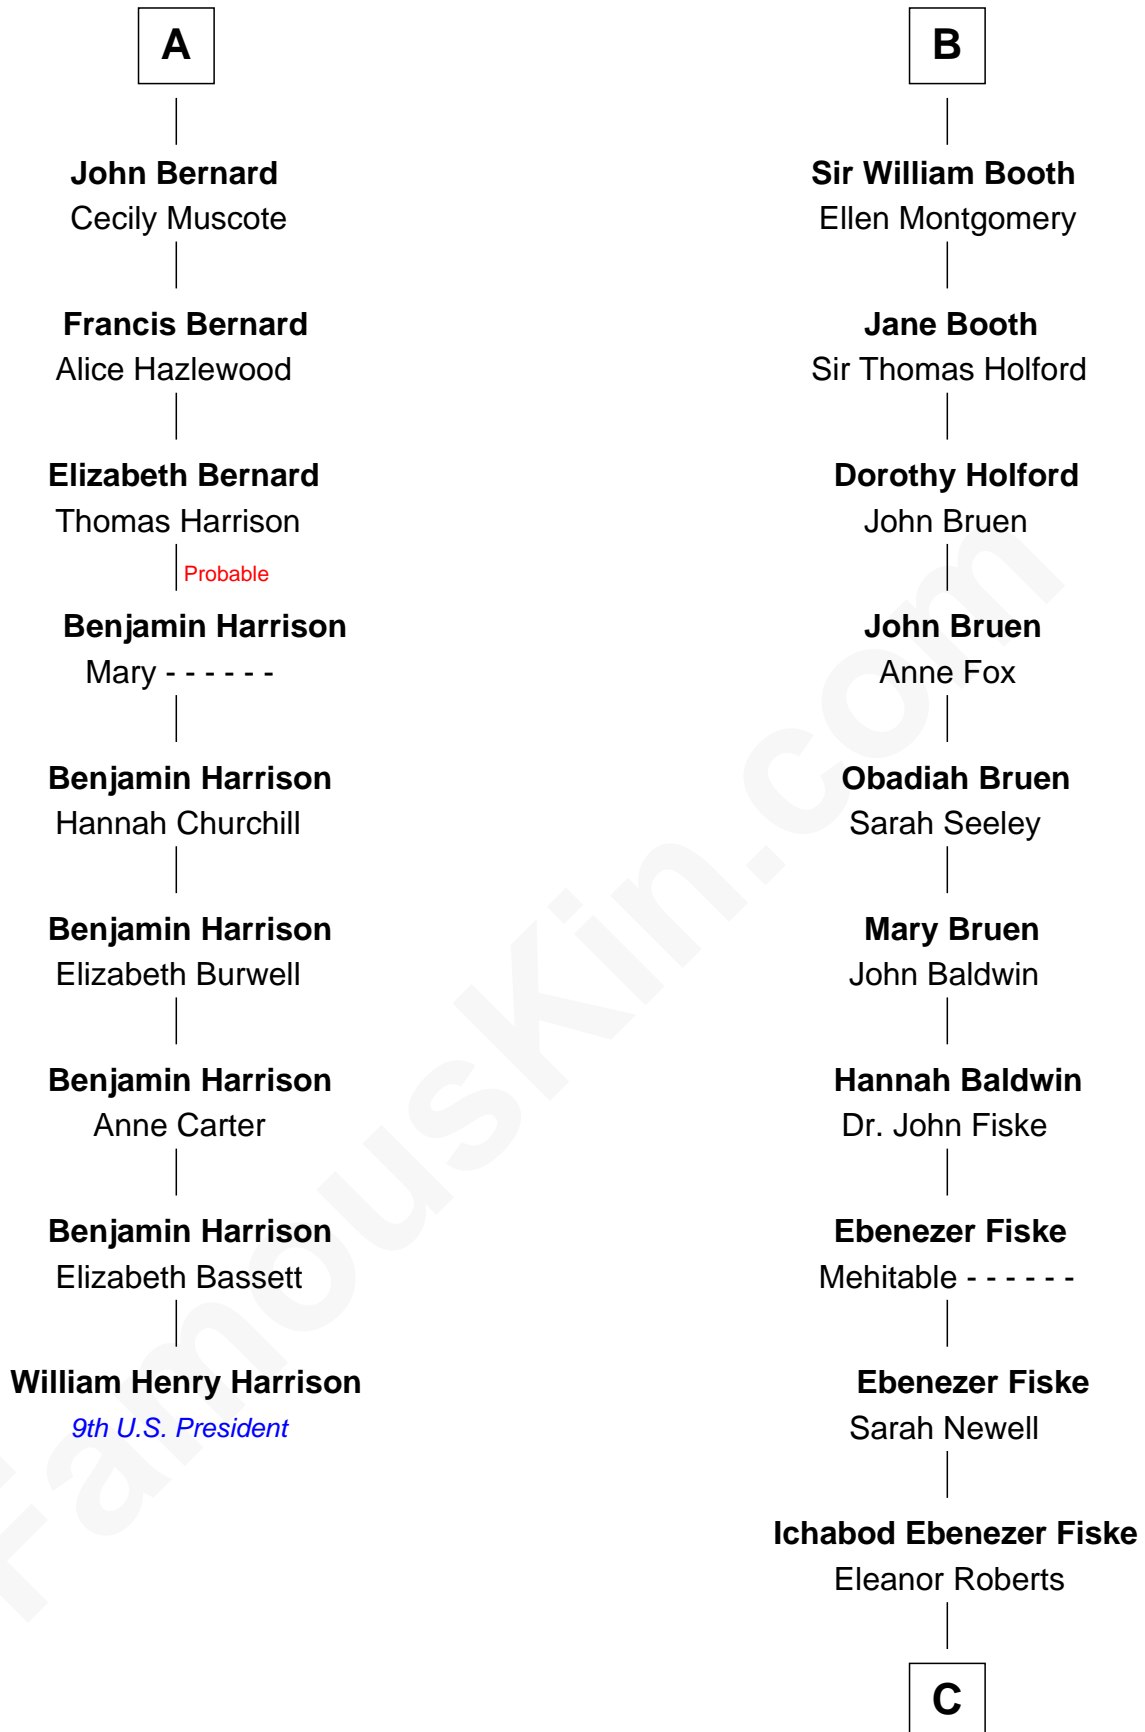 A
John Bernard
Cecily Muscote
Francis Bernard
Alice Hazlewood
Elizabeth Bernard
Thomas Harrison
Probable
Benjamin Harrison
Mary - - - - - -
Benjamin Harrison
Hannah Churchill
Benjamin Harrison
Elizabeth Burwell
Benjamin Harrison
Anne Carter
Benjamin Harrison
Elizabeth Bassett
William Henry Harrison
9th U.S. President
B
Sir William Booth
Ellen Montgomery
Jane Booth
Sir Thomas Holford
Dorothy Holford
John Bruen
John Bruen
Anne Fox
Obadiah Bruen
Sarah Seeley
Mary Bruen
John Baldwin
Hannah Baldwin
Dr. John Fiske
Ebenezer Fiske
Mehitable - - - - - -
Ebenezer Fiske
Sarah Newell
Ichabod Ebenezer Fiske
Eleanor Roberts
C
FamousKin.com